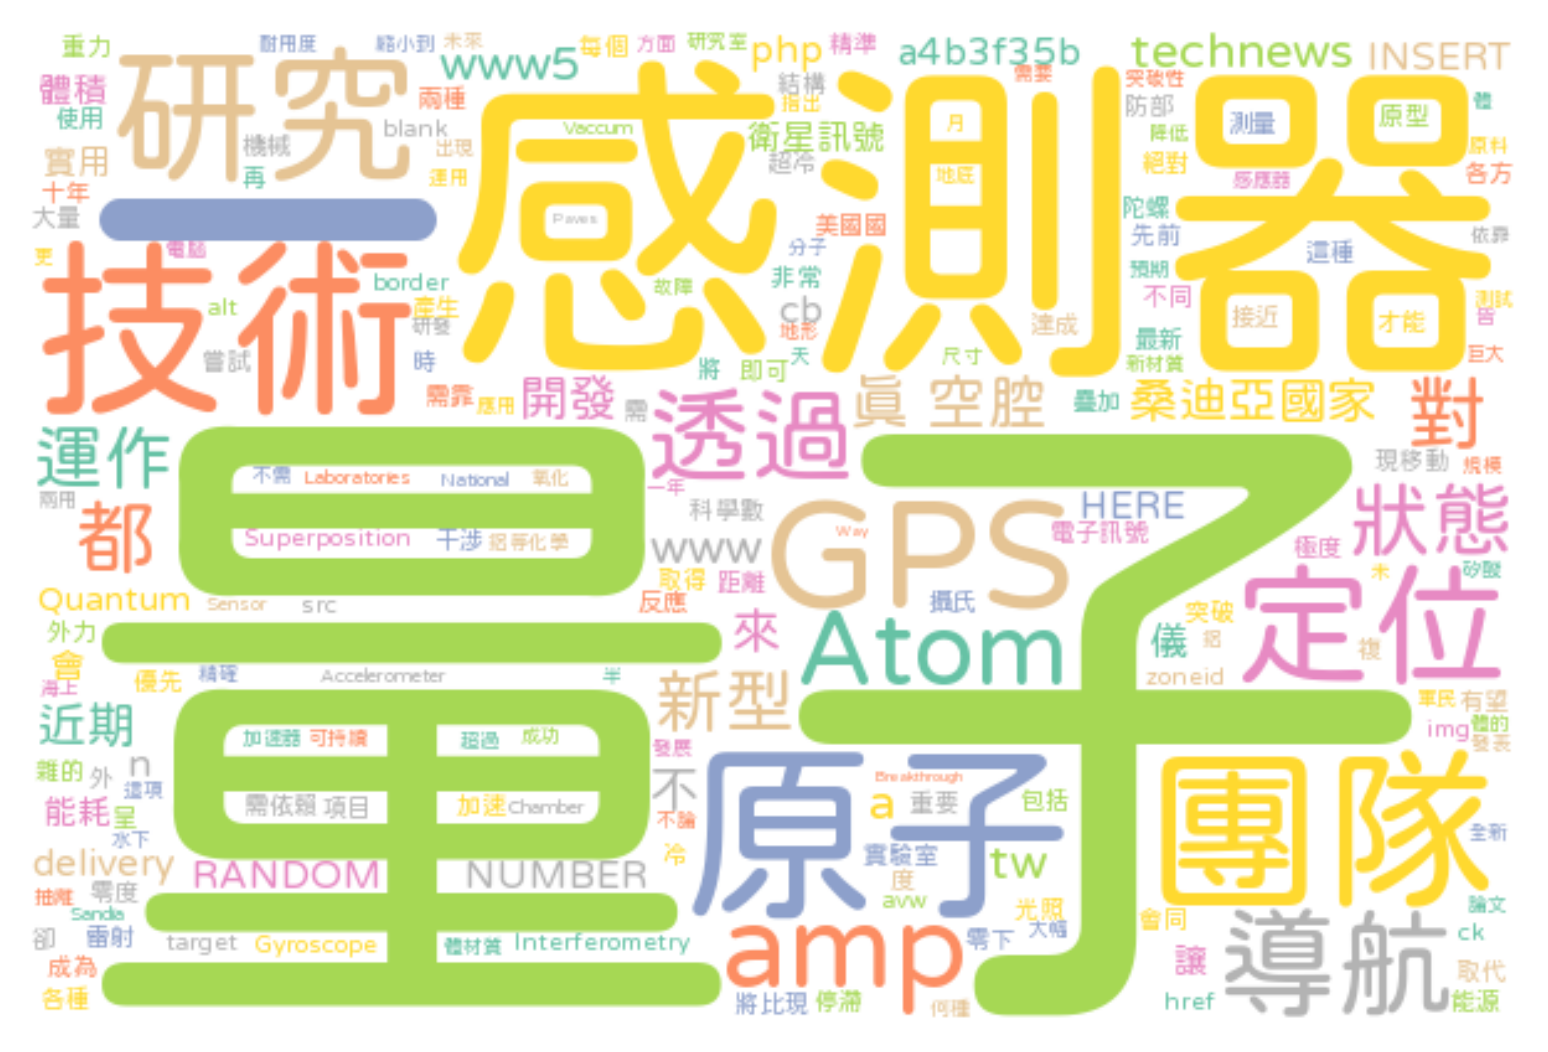 重力 耐用度 縮小到 未來 www5 每個 方面 研究室 php 精準 a4b3f35b technews INSERT
體積 研究 兩種 結構 指出 需要 突破性 體
使用 blank Vaccum 衛星訊號 月 防部 測量 原型
實用 機械 出現 超冷 降低 原料
再 運用 地底 絕對 感應器 各方
十年 感測器
大量 一 Paves 美國國 陀螺
更 電腦 分子 先前 這種 依靠
技術 border 故障 非常 預期
alt 產生 cb 不同 測試
研發 地形 達成 接近 才能 皆
嘗試 時 天 尺寸 最新 巨大
將 即可 新材質
需靠 應用 開發 需 透過 真 空腔 疊加 桑迪亞國家 對
運作 現移動 規模
不需 Laboratories National 氧化 一年
兩用 都 科學數 GPS HERE 狀態
Superposition 干涉 鋁等化學 www Way 電子訊號 極度
量子
Quantum Sensor src 取得 距離 未 矽酸
外力 反應 攝氏 突破 定位
會 來 Atom 儀 鋁 複
海上 優先 精確 Accelerometer 半 zoneid
近期 新型 軍民 有望
加速器 可持續 超過 成功 發展 img 體的
雜的 外 n 發表
這項 不 原子 Breakthrough 團隊
能耗 呈 需依賴 項目 加速 Chamber a 重要 包括
水下 不論 全新
delivery RANDOM NUMBER 冷 實驗室 tw
抽離 零度 度
Sandia avw 光照 會同 論文
卻 雷射 target Gyroscope 體材質 Interferometry amp 零下 大幅 導航 ck
成為 讓 取代
各種 將比現 停滯 何種 href 能源